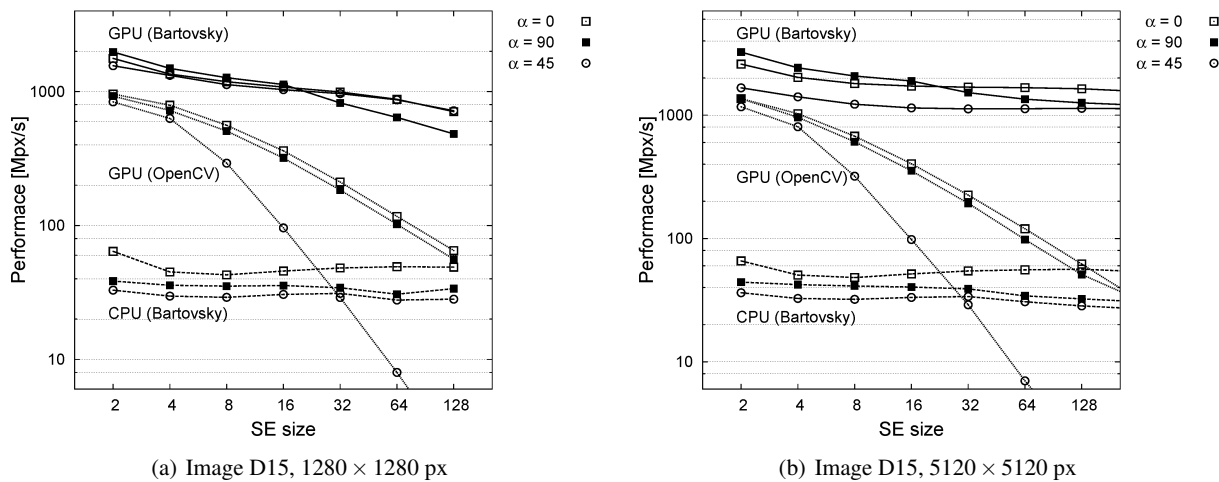 α = 0
α = 90
α = 45
GPU (Bartovsky)
1000
GPU (OpenCV)
100
CPU (Bartovsky)
10
Performace [Mpx/s]
2 4 8 16 32 64 128
SE size
(a) Image D15, 1280 × 1280 px
α = 0
α = 90
α = 45
GPU (Bartovsky)
1000
GPU (OpenCV)
100
CPU (Bartovsky)
10
Performace [Mpx/s]
2 4 8 16 32 64 128
SE size
(b) Image D15, 5120 × 5120 px